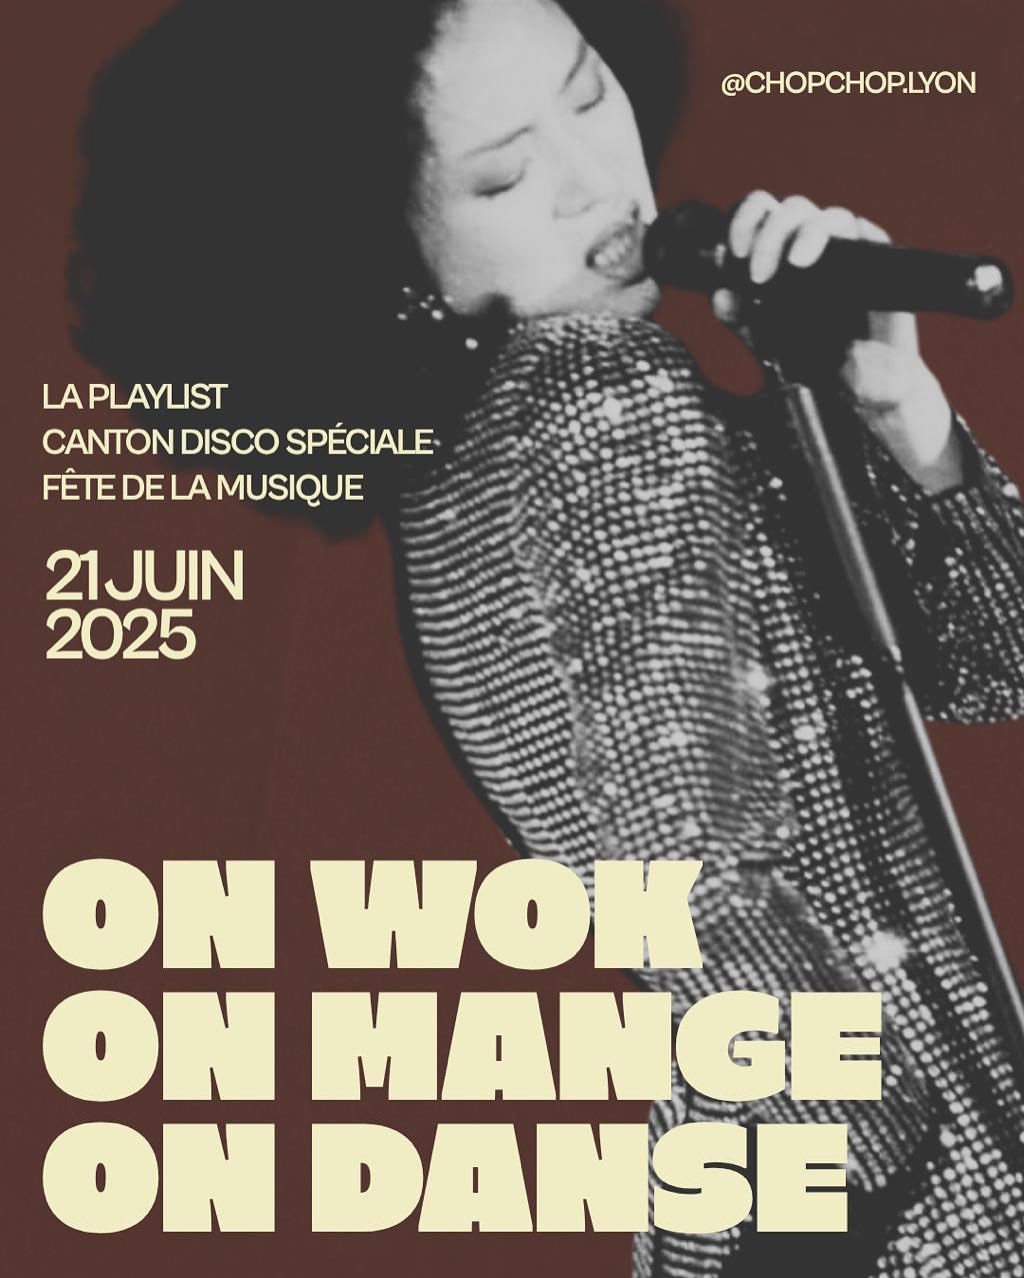 @CHOPCHOP.LYON
LA PLAYLIST
CANTON DISCO SPÉCIALE
FÊTE DE LA MUSIQUE
21 JUIN
2025
ON WOK
ON MANGE
ON DANSE